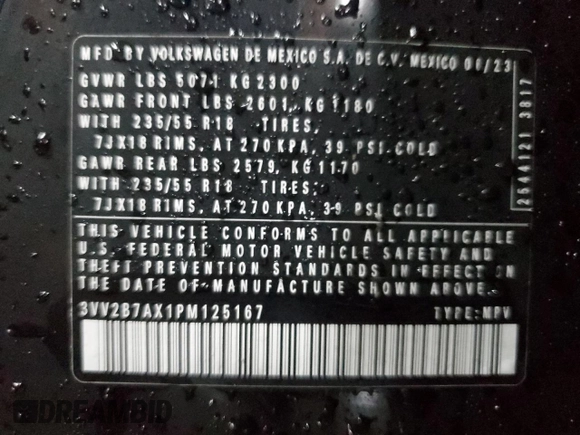 MFD BY VOLKSWAGEN DE MEXICO S.A. DE C.V. MEXICO 01/23
GVWR LBS 5071 KG 2300
GAWR FRONT LBS 2601, KG 1180
WITH 235/55 R18 TIRES,
7JX18 RIMS, AT 270 KPA, 39 PSI COLD
GAWR REAR LBS 2579, KG 1170
WITH 235/55 R18 TIRES:
7JX18 RIMS, AT 270 KPA, 39 PSI COLD
2544121 3817
THIS VEHICLE CONFORMS TO ALL APPLICABLE
U.S. FEDERAL MOTOR VEHICLE SAFETY AND
THEFT PREVENTION STANDARDS IN EFFECT ON
THE DATE OF MANUFACTURE SHOWN ABOVE.
3VV2B7AX1PM125167 TYPE:MPV
DREAMBID